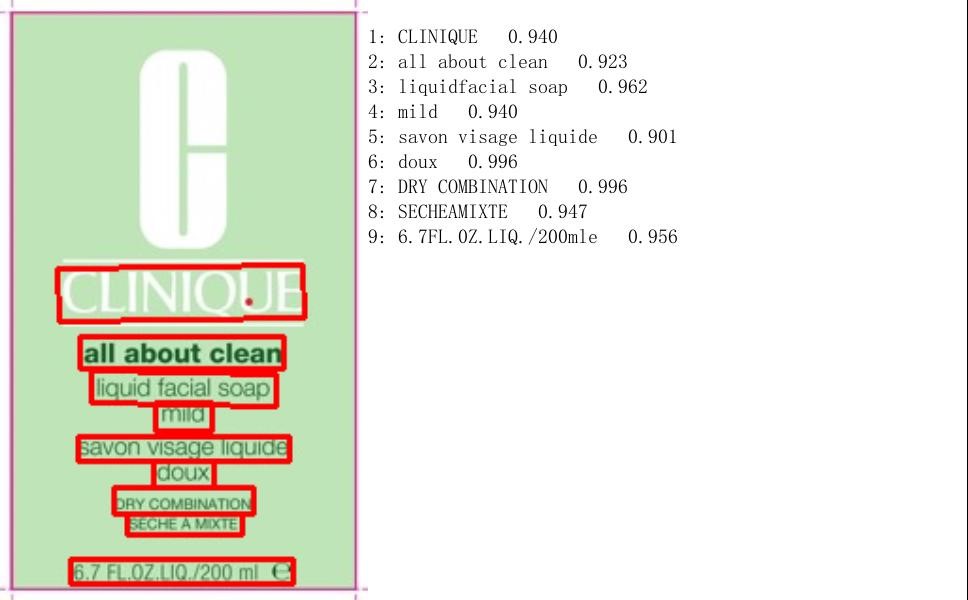 C
CLINIQUE
all about clean
liquid facial soap
mild
savon visage liquide
doux
DRY COMBINATION
SÈCHE À MIXTE
6.7 FL.OZ.LIQ./200 ml ℮
1: CLINIQUE 0.940
2: all about clean 0.923
3: liquidfacial soap 0.962
4: mild 0.940
5: savon visage liquide 0.901
6: doux 0.996
7: DRY COMBINATION 0.996
8: SECHEAMIXTE 0.947
9: 6.7FL.OZ.LIQ./200mle 0.956